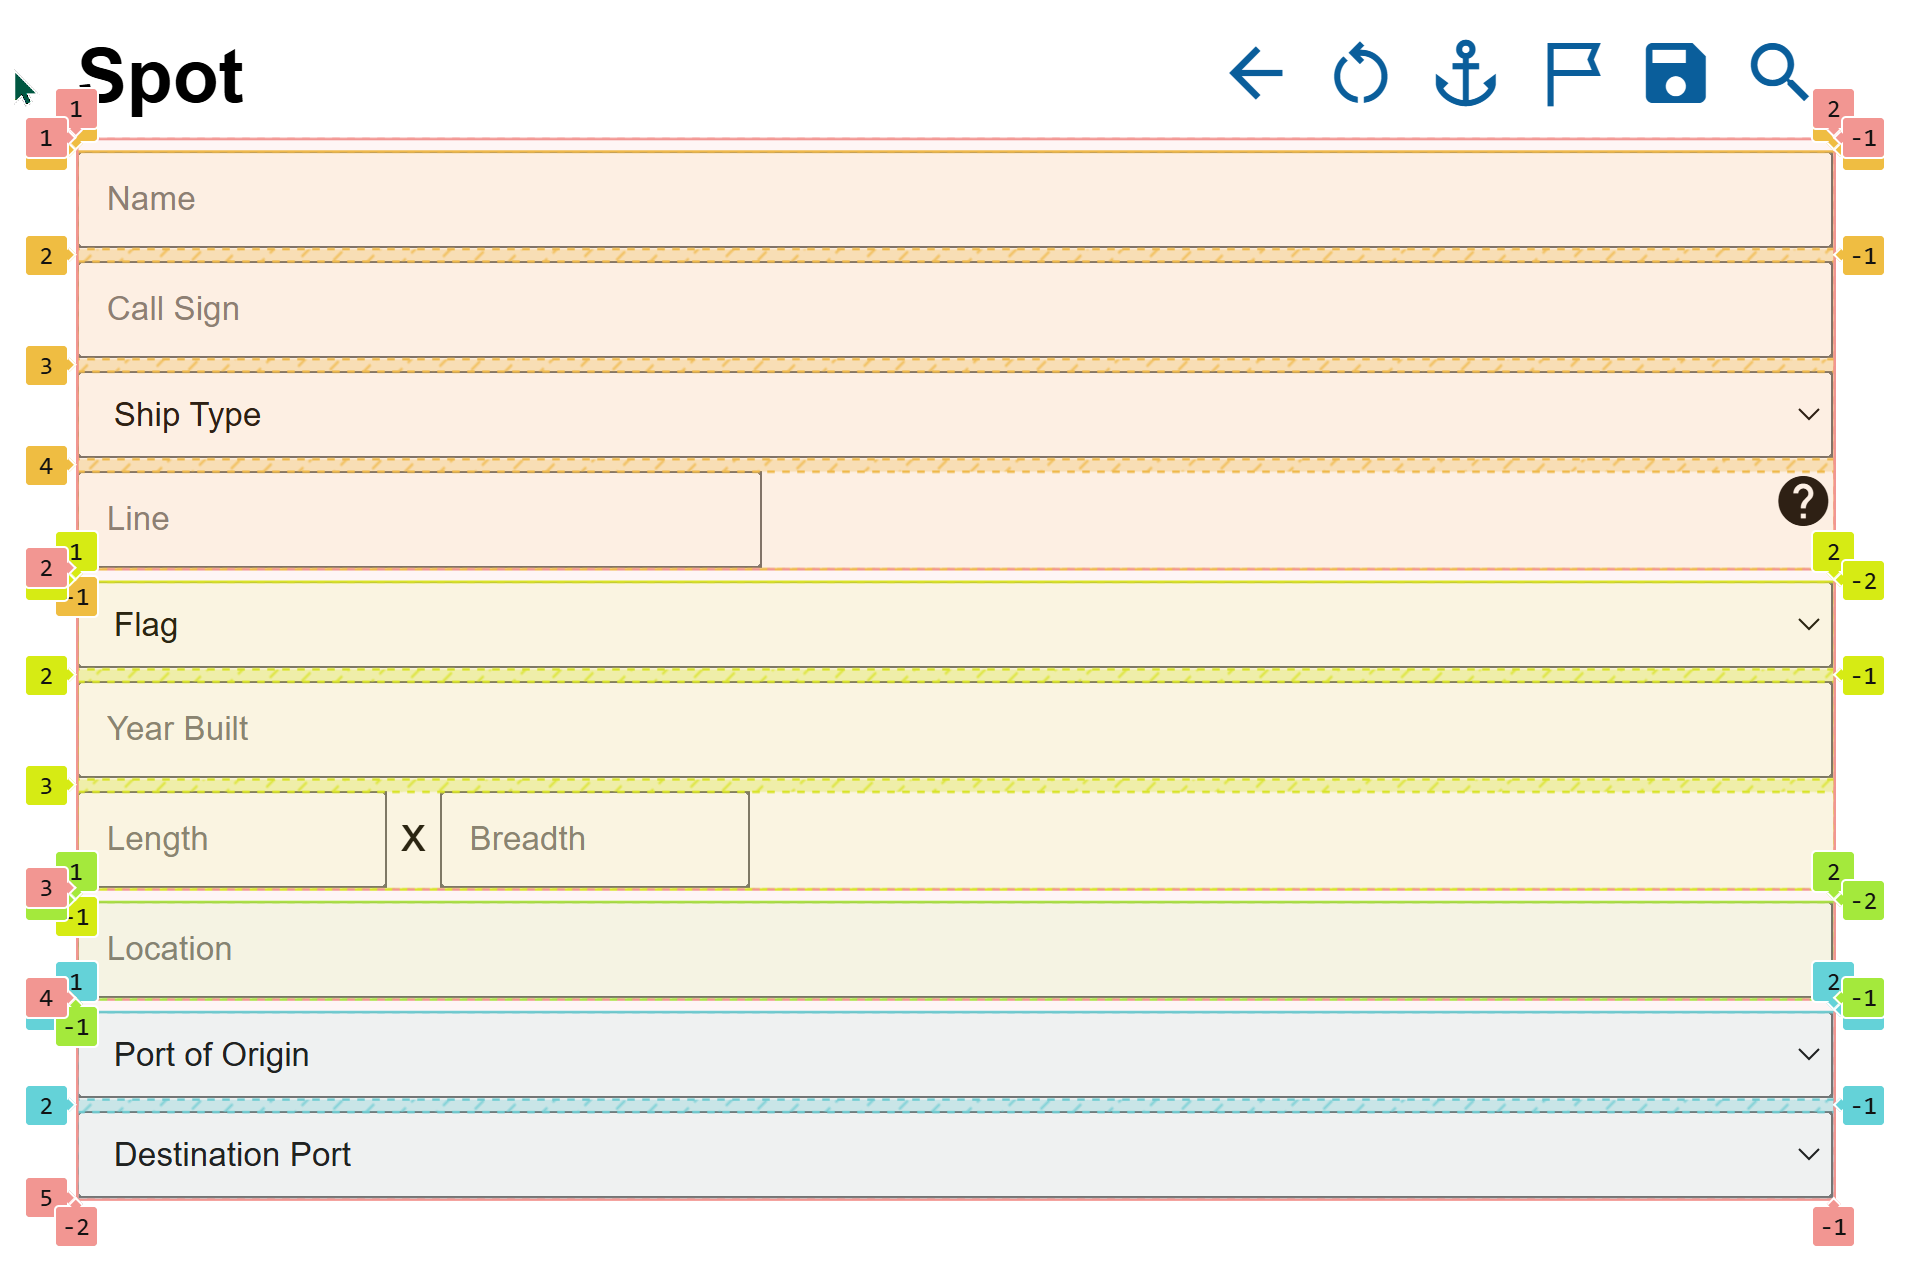 Spot
1
2
1
-1
Name
2
-1
Call Sign
3
Ship Type
4
Line
?
1
2
2
-2
-1
Flag
2
-1
Year Built
3
Length X Breadth
1
2
3
-2
-1
Location
1
2
4
-1
-1
Port of Origin
2
-1
Destination Port
5
-2
-1